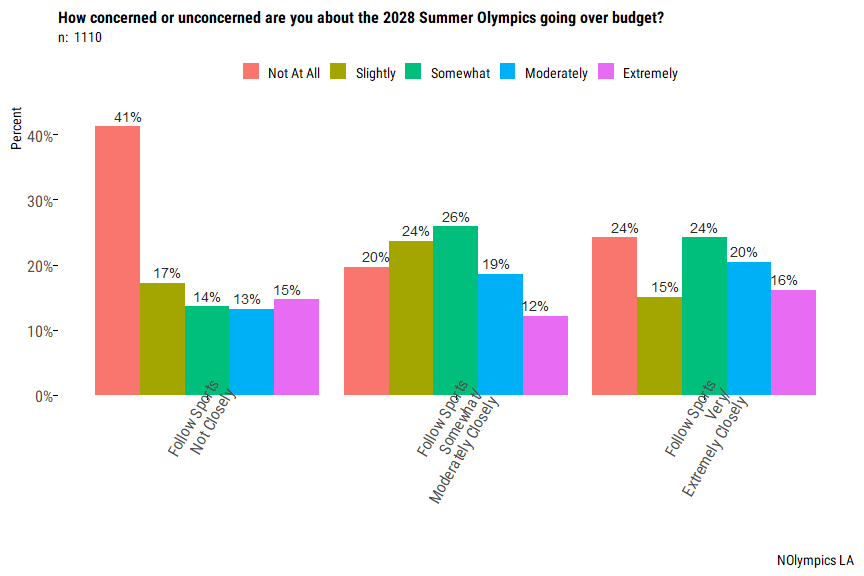 How concerned or unconcerned are you about the 2028 Summer Olympics going over budget?
n: 1110
Not At All Slightly Somewhat Moderately Extremely
Percent
40%
30%
20%
10%
0%
41%
17%
14%
13%
15%
20%
24%
26%
19%
12%
24%
15%
24%
20%
16%
Follow Sports
Not Closely
Follow Sports
Somewhat/
Moderately Closely
Follow Sports
Very/
Extremely Closely
NOlympics LA